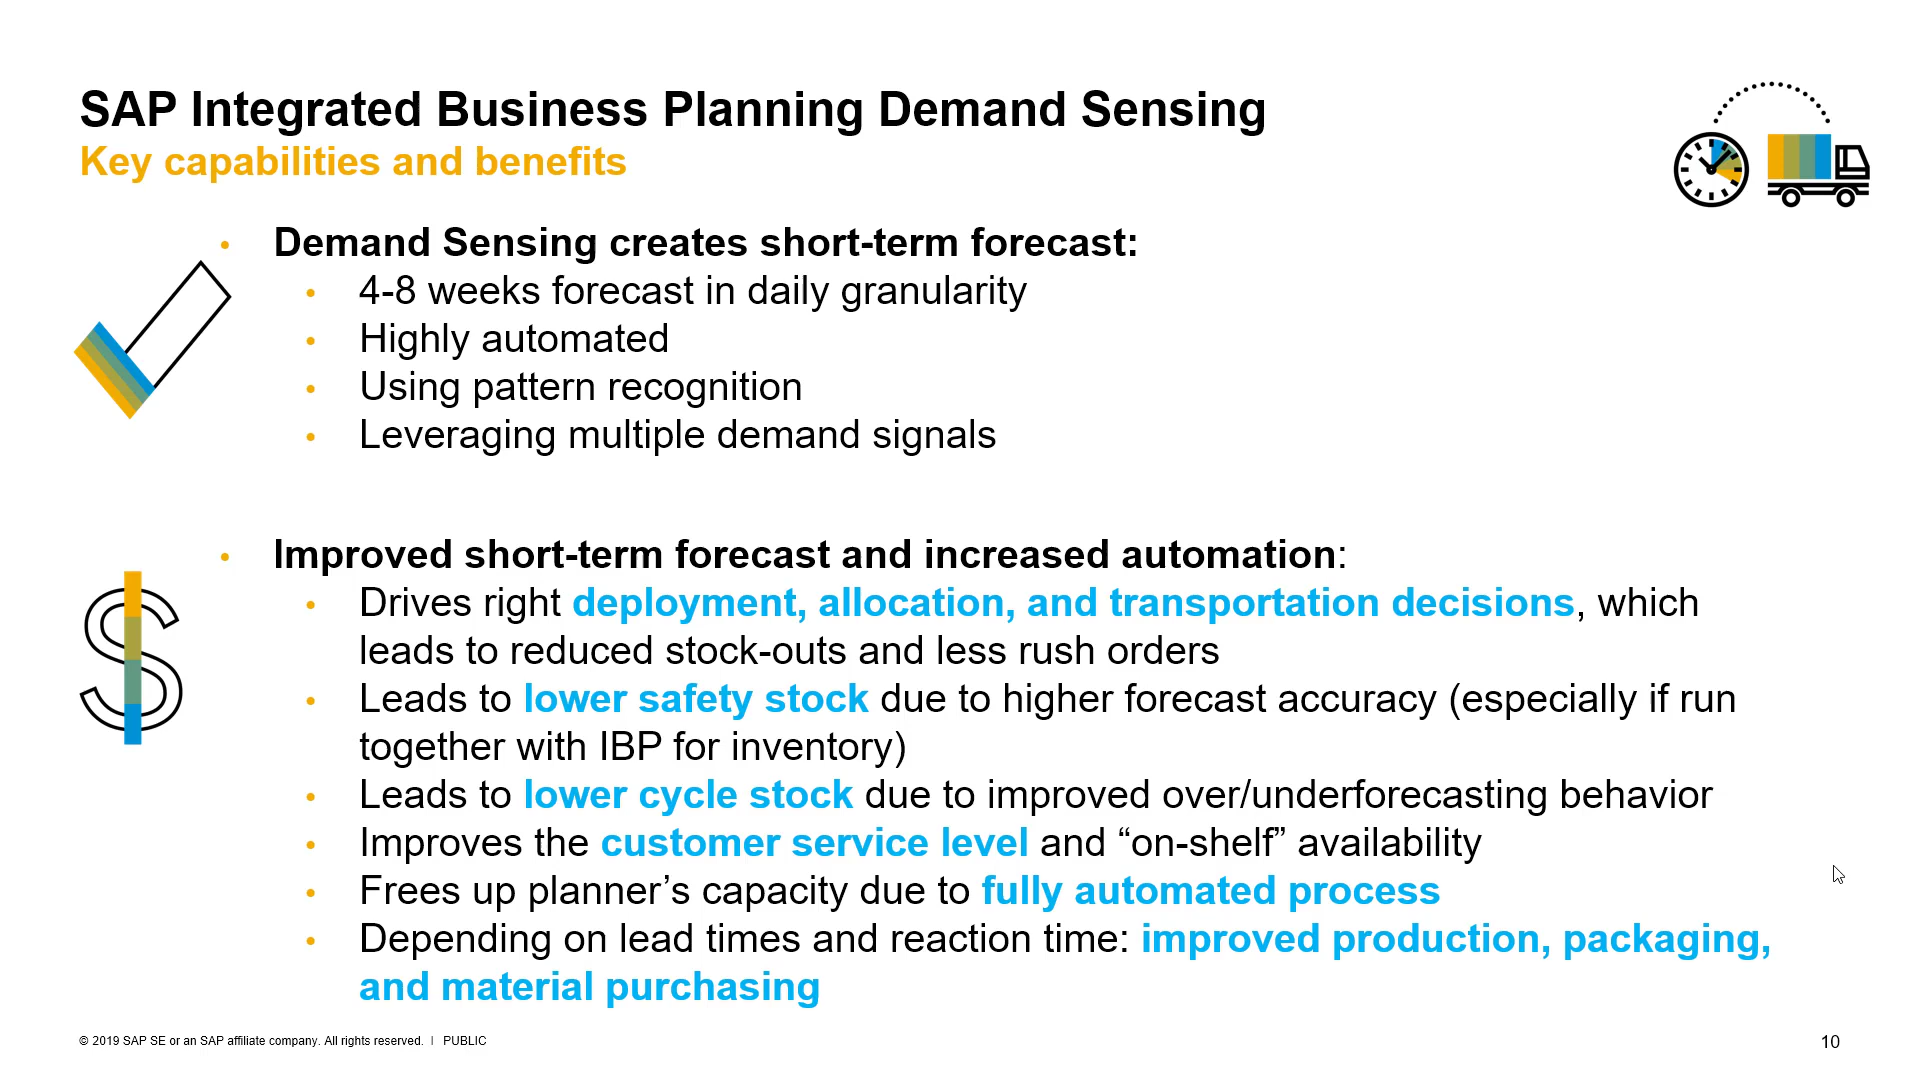 SAP Integrated Business Planning Demand Sensing
Key capabilities and benefits
• Demand Sensing creates short-term forecast:
• 4-8 weeks forecast in daily granularity
• Highly automated
• Using pattern recognition
• Leveraging multiple demand signals
• Improved short-term forecast and increased automation:
• Drives right deployment, allocation, and transportation decisions, which
leads to reduced stock-outs and less rush orders
• Leads to lower safety stock due to higher forecast accuracy (especially if run
together with IBP for inventory)
• Leads to lower cycle stock due to improved over/underforecasting behavior
• Improves the customer service level and “on-shelf” availability
• Frees up planner’s capacity due to fully automated process
• Depending on lead times and reaction time: improved production, packaging,
and material purchasing
© 2019 SAP SE or an SAP affiliate company. All rights reserved. | PUBLIC
10